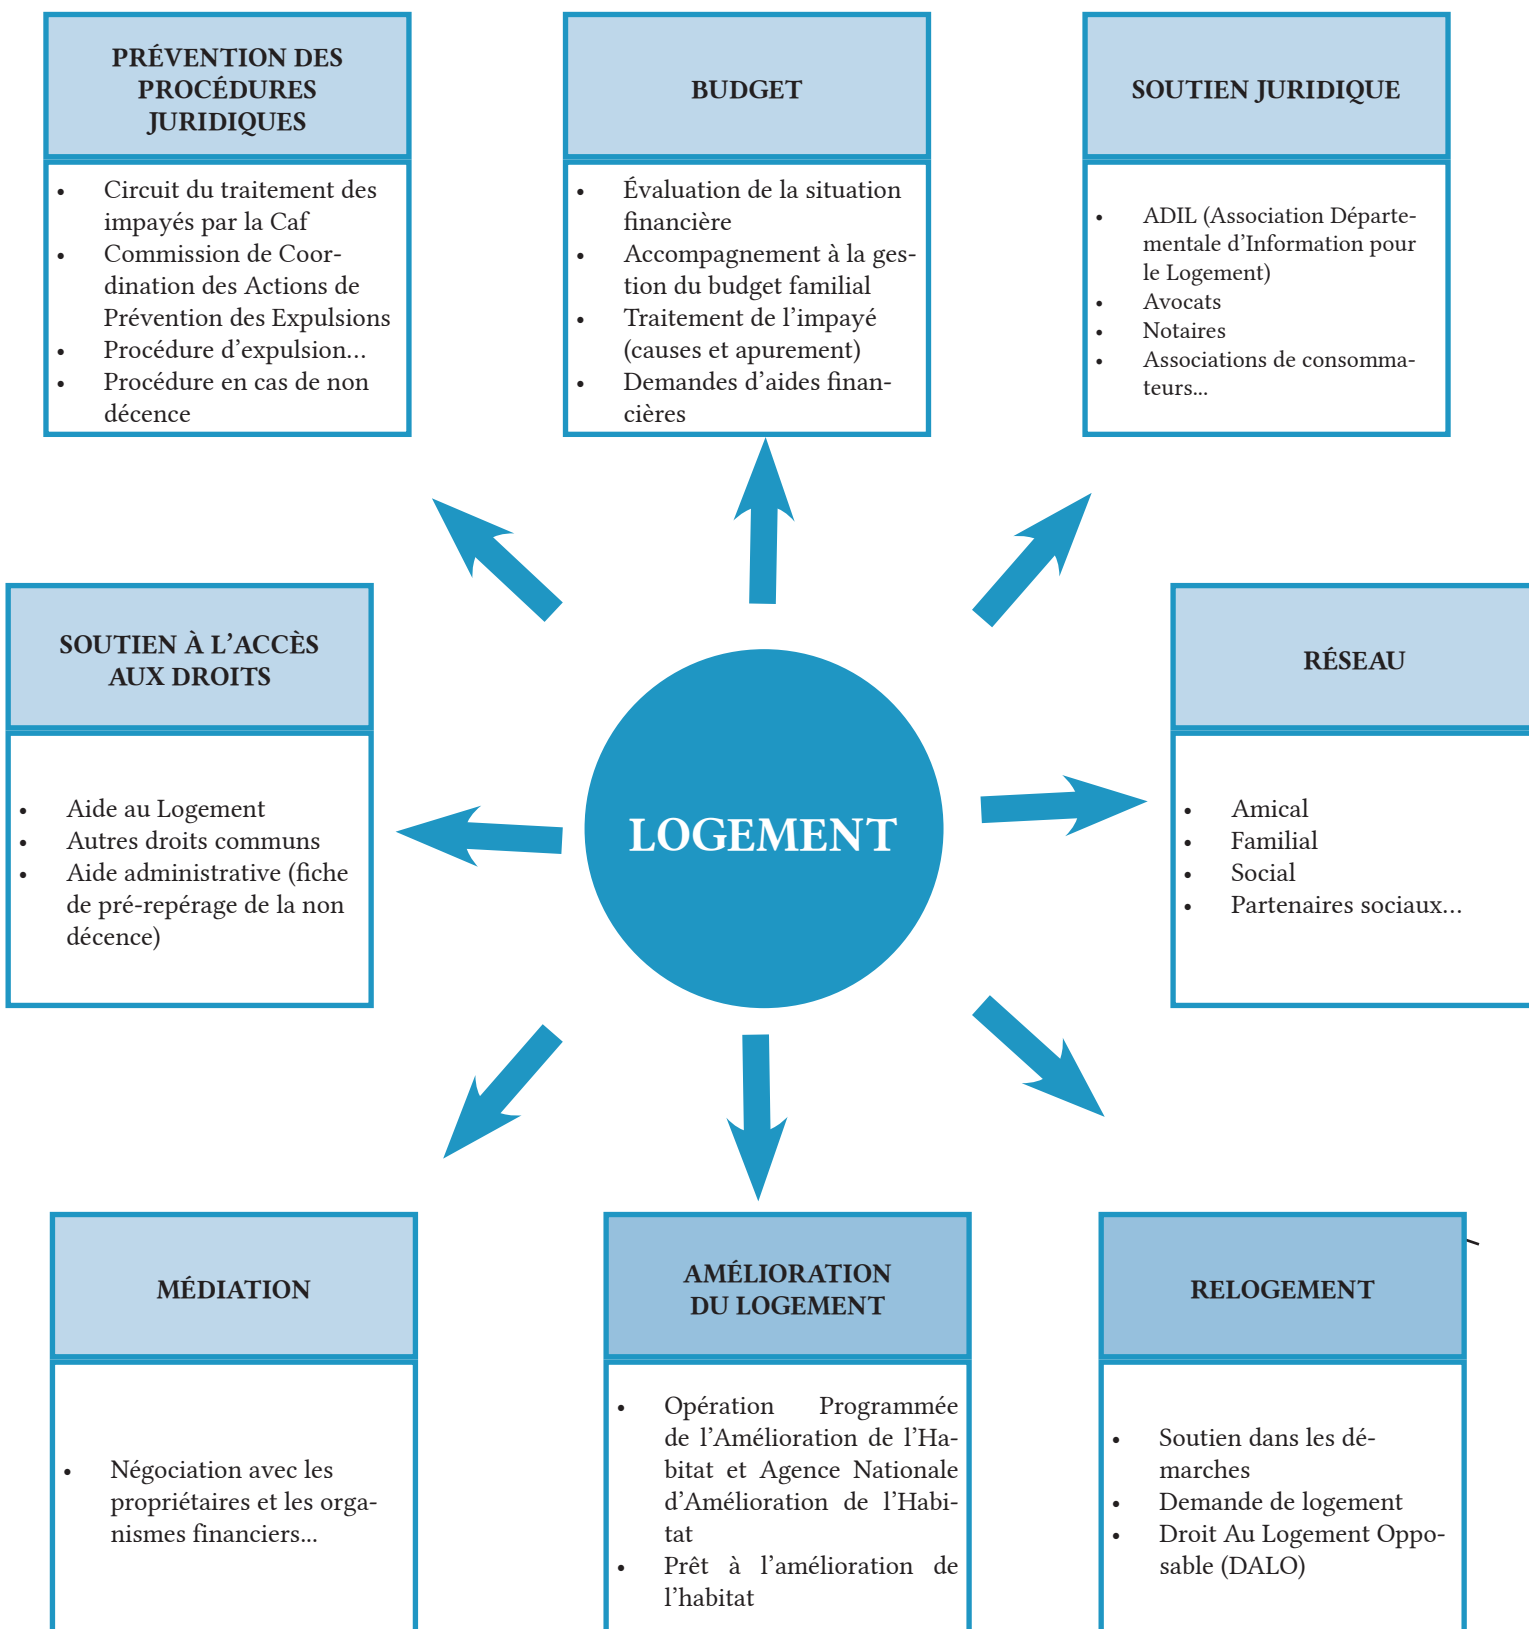 PRÉVENTION DES
PROCÉDURES
JURIDIQUES
• Circuit du traitement des
impayés par la Caf
• Commission de Coor-
dination des Actions de
Prévention des Expulsions
• Procédure d’expulsion…
• Procédure en cas de non
décence
BUDGET
• Évaluation de la situation
financière
• Accompagnement à la ges-
tion du budget familial
• Traitement de l’impayé
(causes et apurement)
• Demandes d’aides finan-
cières
SOUTIEN JURIDIQUE
• ADIL (Association Départe-
mentale d’Information pour
le Logement)
• Avocats
• Notaires
• Associations de consomma-
teurs...
SOUTIEN À L’ACCÈS
AUX DROITS
• Aide au Logement
• Autres droits communs
• Aide administrative (fiche
de pré-repérage de la non
décence)
LOGEMENT
RÉSEAU
• Amical
• Familial
• Social
• Partenaires sociaux…
MÉDIATION
• Négociation avec les
propriétaires et les orga-
nismes financiers...
AMÉLIORATION
DU LOGEMENT
• Opération Programmée
de l’Amélioration de l’Ha-
bitat et Agence Nationale
d’Amélioration de l’Habi-
tat
• Prêt à l’amélioration de
l’habitat
RELOGEMENT
• Soutien dans les dé-
marches
• Demande de logement
• Droit Au Logement Oppo-
sable (DALO)